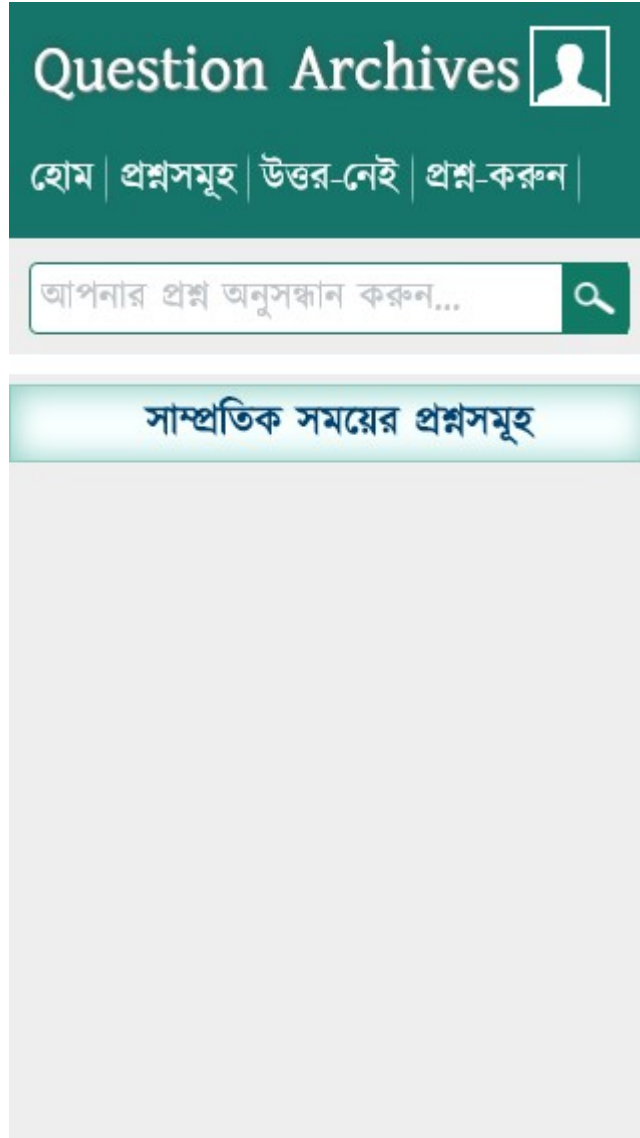 Question Archives
হোম | প্রশ্নসমূহ | উত্তর-নেই | প্রশ্ন-করুন |
আপনার প্রশ্ন অনুসন্ধান করুন...
সাম্প্রতিক সময়ের প্রশ্নসমূহ